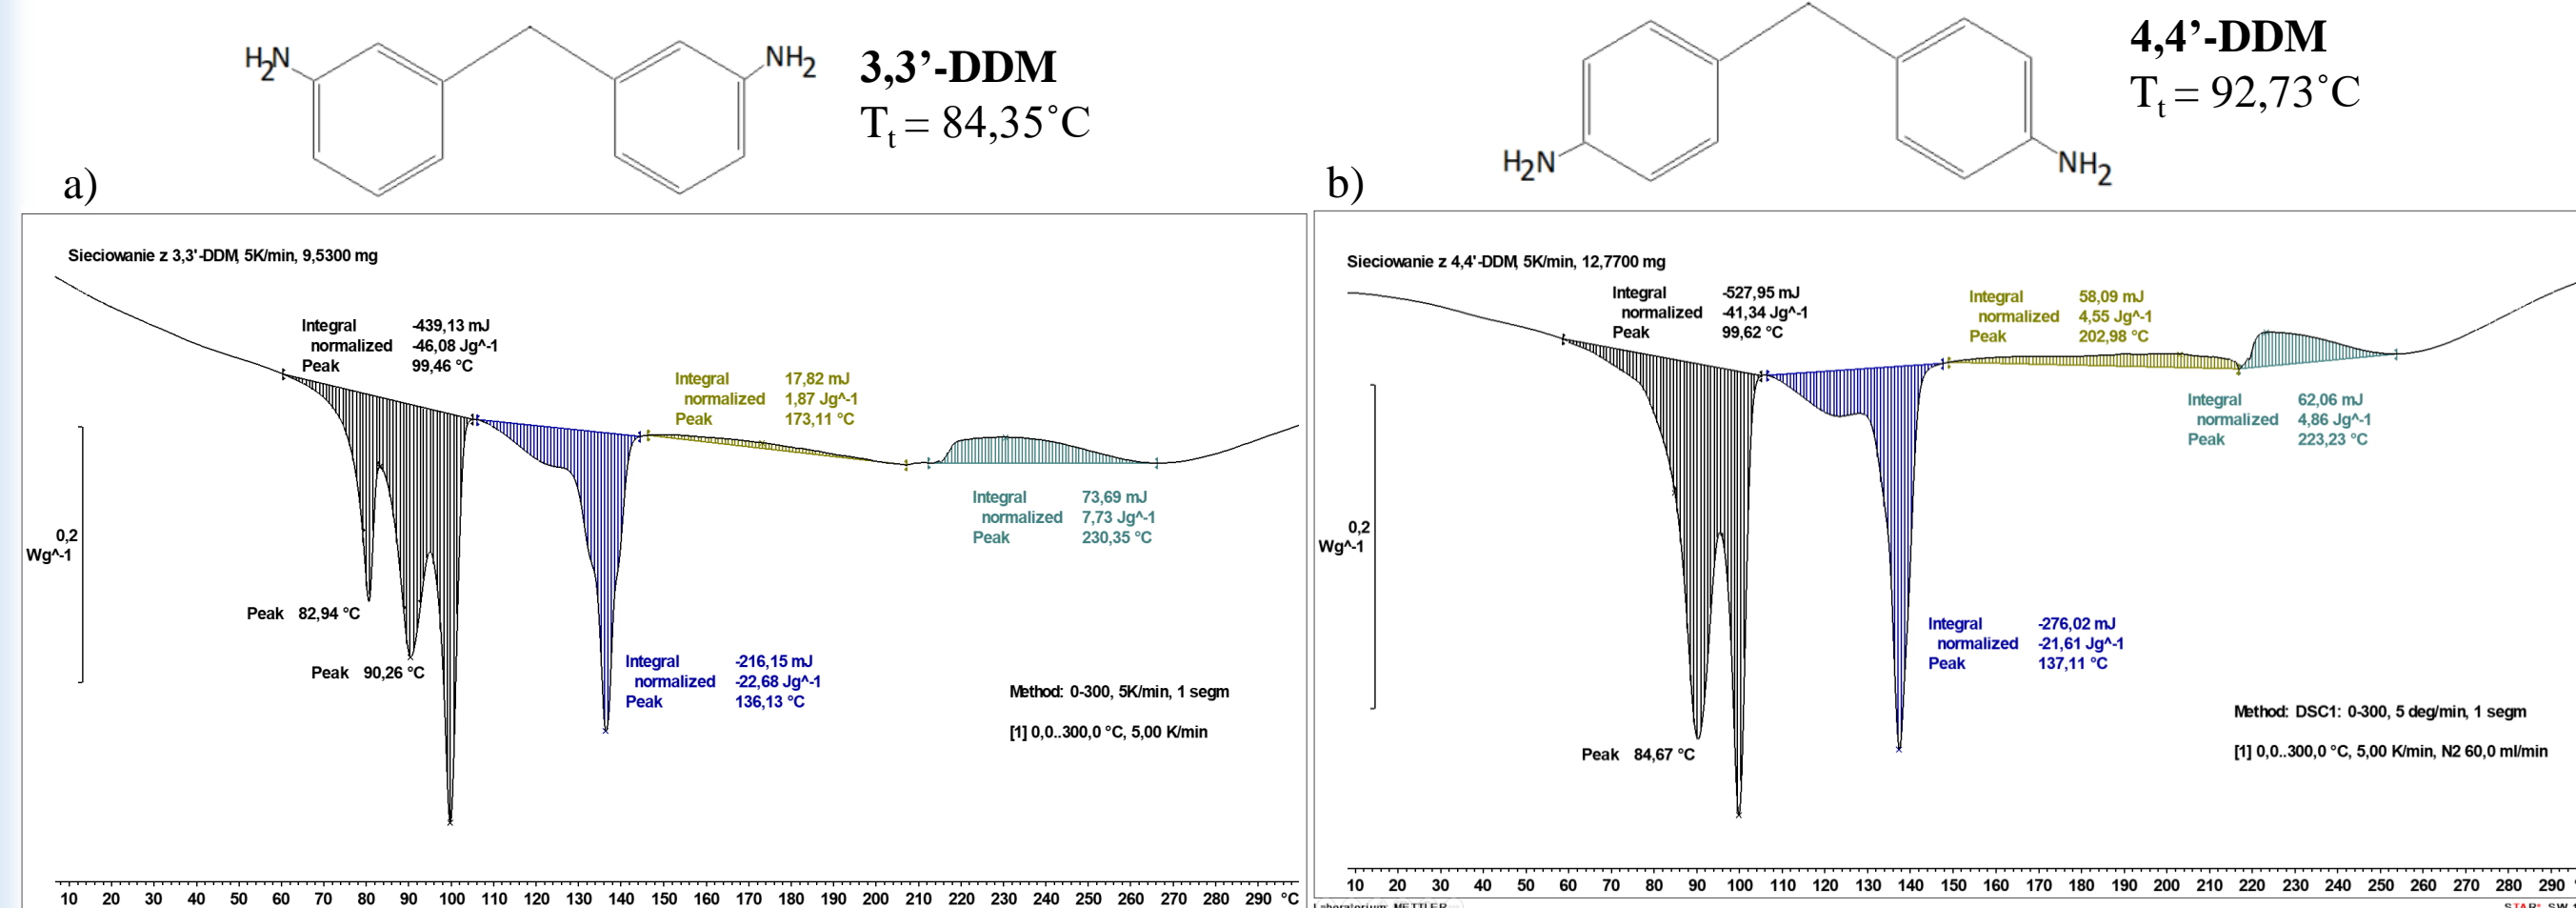 H2N
NH2
3,3’-DDM
Tt = 84,35°C
a)
H2N
NH2
4,4’-DDM
Tt = 92,73°C
b)
Sieciowanie z 3,3'-DDM, 5K/min, 9,5300 mg
Integral -439,13 mJ
normalized -46,08 Jg^-1
Peak 99,46 °C
Integral 17,82 mJ
normalized 1,87 Jg^-1
Peak 173,11 °C
Integral 73,69 mJ
normalized 7,73 Jg^-1
Peak 230,35 °C
0,2
Wg^-1
Peak 82,94 °C
Peak 90,26 °C
Integral -216,15 mJ
normalized -22,68 Jg^-1
Peak 136,13 °C
Method: 0-300, 5K/min, 1 segm
[1] 0,0..300,0 °C, 5,00 K/min
10 20 30 40 50 60 70 80 90 100 110 120 130 140 150 160 170 180 190 200 210 220 230 240 250 260 270 280 290 °C
Sieciowanie z 4,4'-DDM, 5K/min, 12,7700 mg
Integral -527,95 mJ
normalized -41,34 Jg^-1
Peak 99,62 °C
Integral 58,09 mJ
normalized 4,55 Jg^-1
Peak 202,98 °C
Integral 62,06 mJ
normalized 4,86 Jg^-1
Peak 223,23 °C
0,2
Wg^-1
Peak 84,67 °C
Integral -276,02 mJ
normalized -21,61 Jg^-1
Peak 137,11 °C
Method: DSC1: 0-300, 5 deg/min, 1 segm
[1] 0,0..300,0 °C, 5,00 K/min, N2 60,0 ml/min
10 20 30 40 50 60 70 80 90 100 110 120 130 140 150 160 170 180 190 200 210 220 230 240 250 260 270 280 290